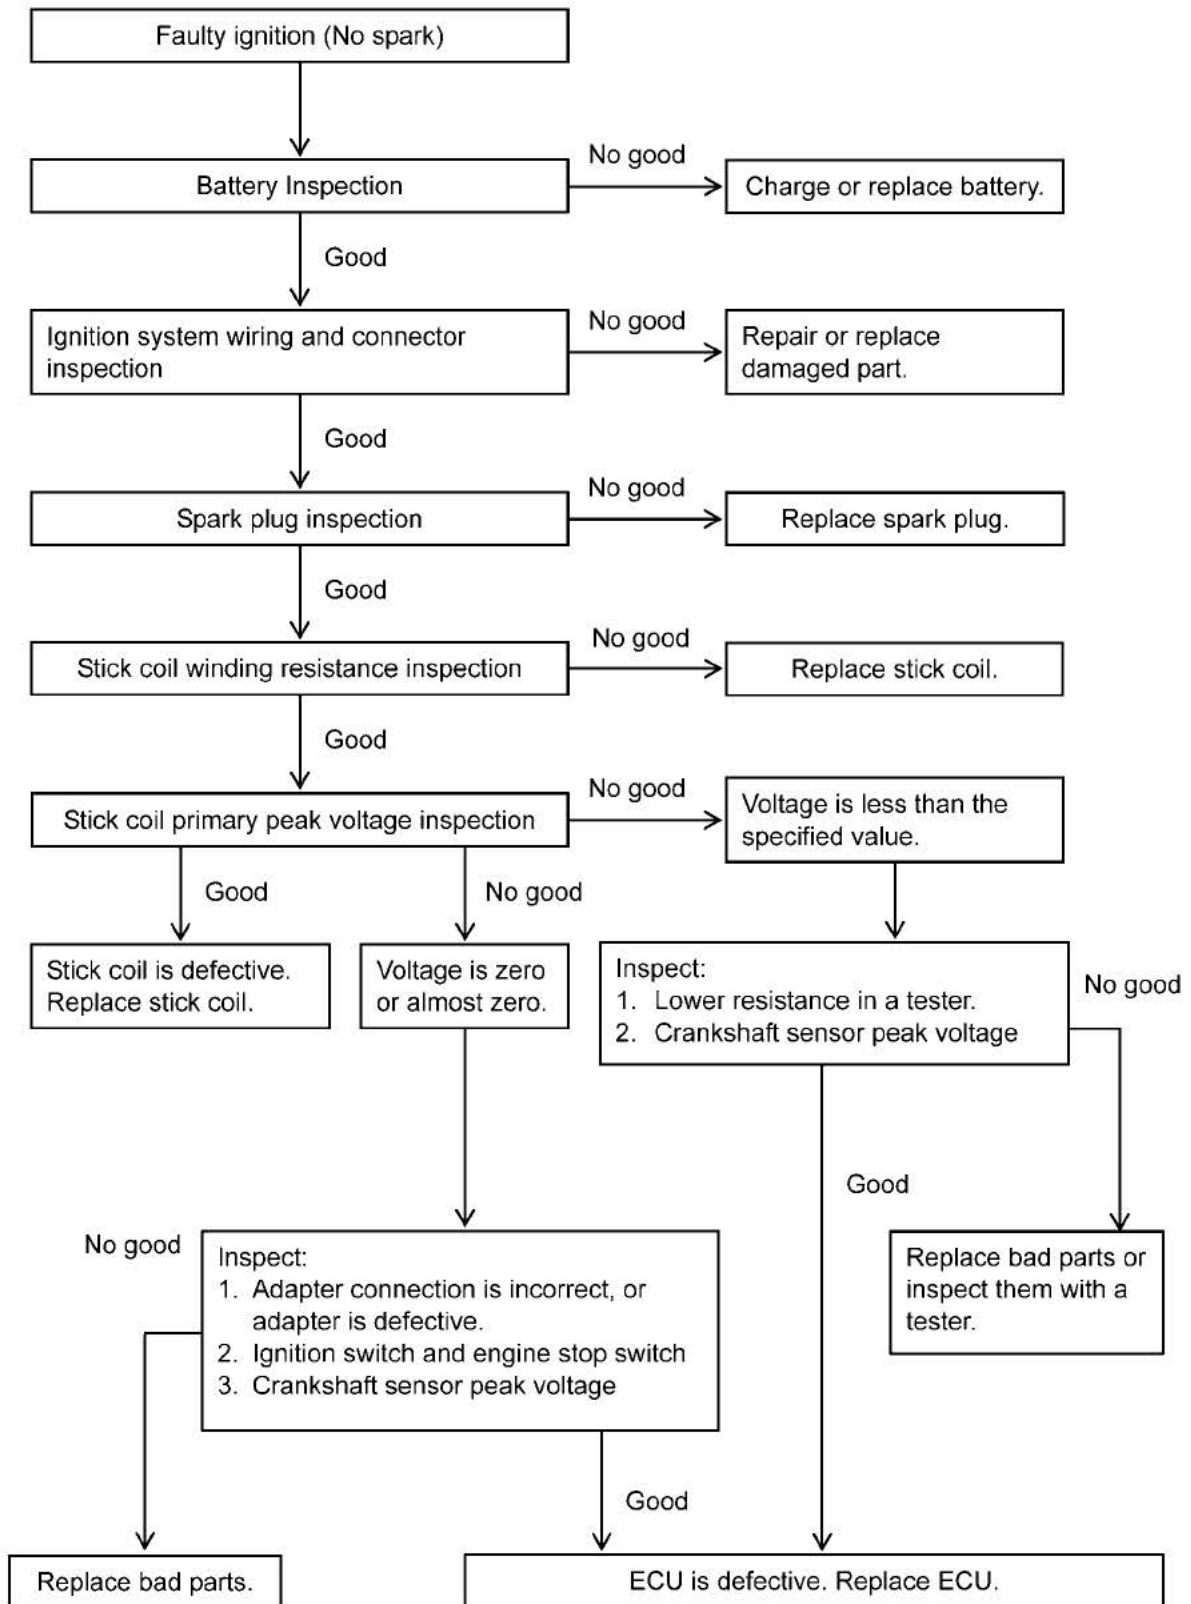 Faulty ignition (No spark)
No good
Battery Inspection
Charge or replace battery.
Good
Ignition system wiring and connector
inspection
No good
Repair or replace
damaged part.
Good
No good
Spark plug inspection
Replace spark plug.
Good
No good
Stick coil winding resistance inspection
Replace stick coil.
Good
No good
Stick coil primary peak voltage inspection
Voltage is less than the
specified value.
Good
No good
Stick coil is defective.
Replace stick coil.
Voltage is zero
or almost zero.
Inspect:
1. Lower resistance in a tester.
2. Crankshaft sensor peak voltage
No good
Good
Replace bad parts or
inspect them with a
tester.
No good
Inspect:
1. Adapter connection is incorrect, or
adapter is defective.
2. Ignition switch and engine stop switch
3. Crankshaft sensor peak voltage
Good
Replace bad parts.
ECU is defective. Replace ECU.